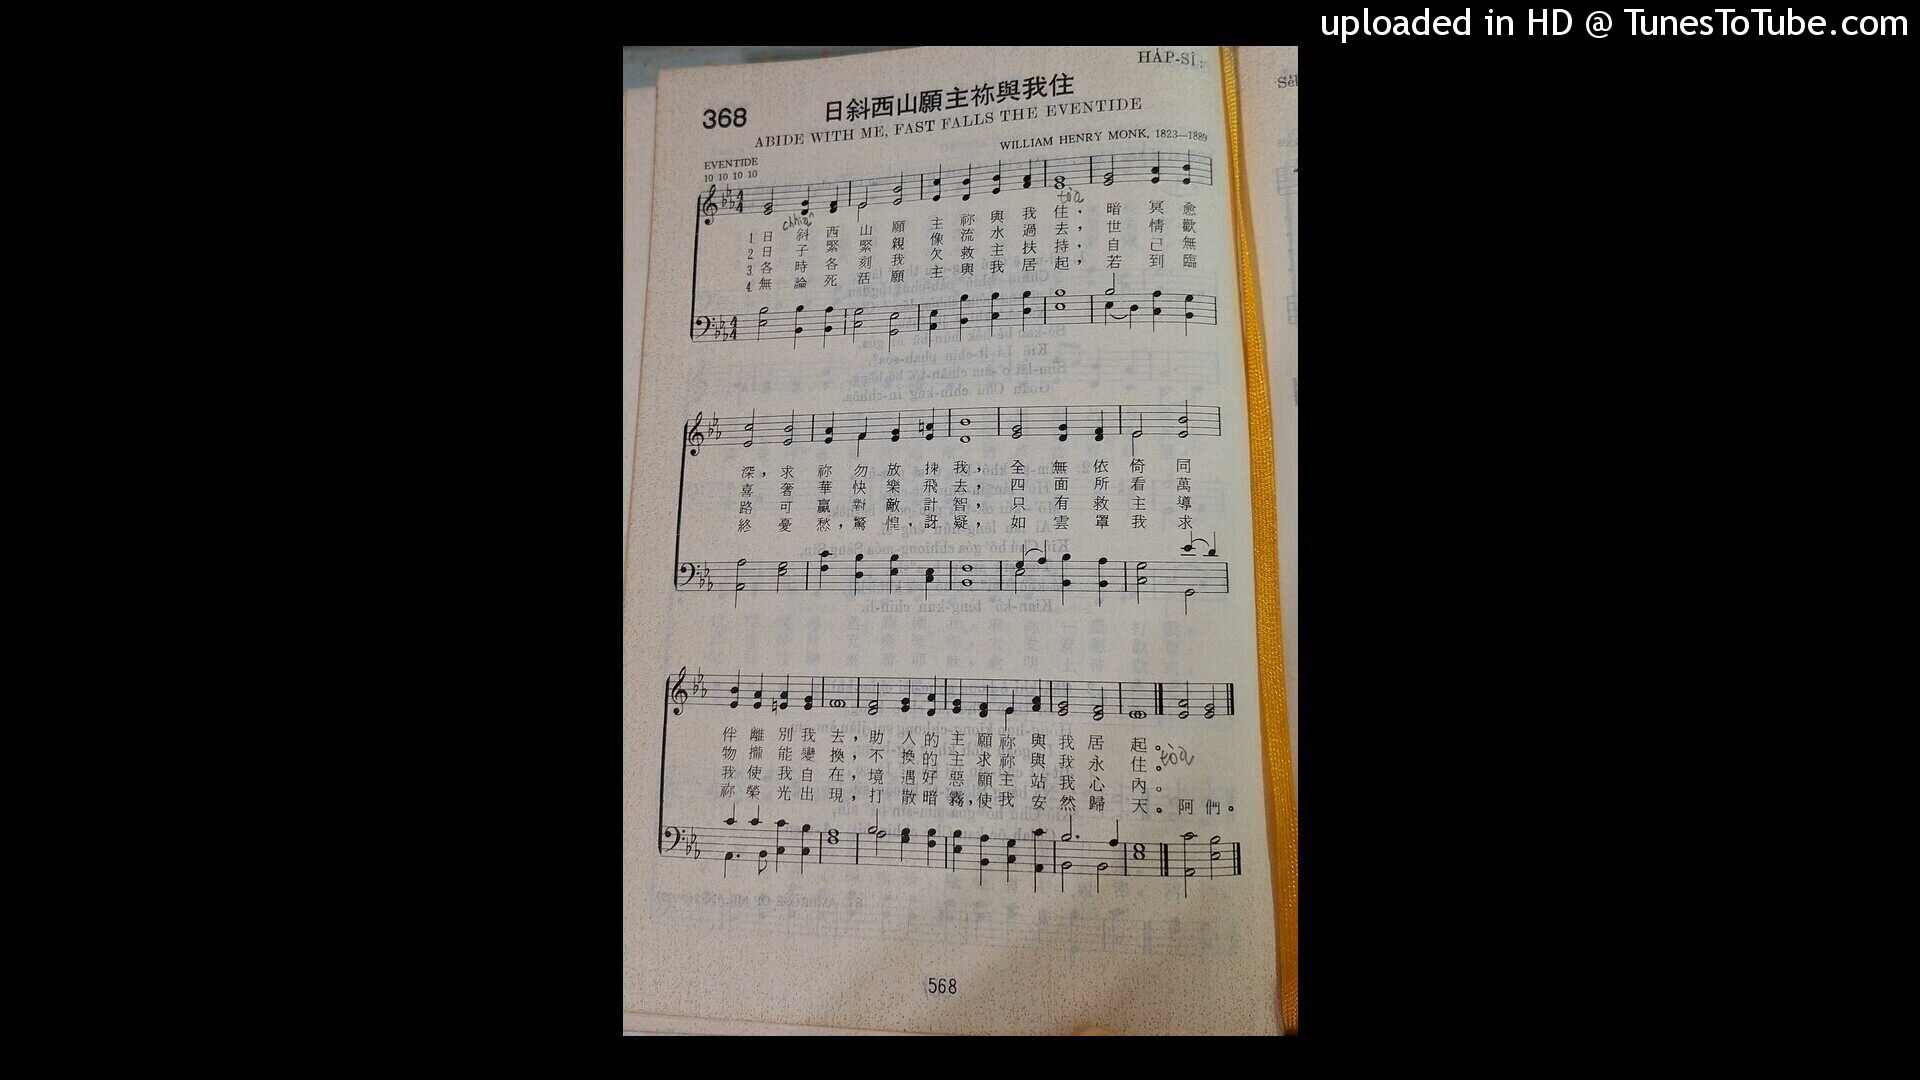 uploaded in HD @ TunesToTube.com
HA̍P-SÎ:
368
日斜西山願主祢與我住
ABIDE WITH ME, FAST FALLS THE EVENTIDE
WILLIAM HENRY MONK, 1823—1889
EVENTIDE
10 10 10 10
chhiâ tòa
1 日斜西山願主祢與我住，暗冥愈
2 日子緊緊親像流水過去，世情歡
3. 各時各刻我欠救主扶持，自己無
4. 無論死活願主與我居起，若到臨
深，求祢勿放揀我，全無依倚同
喜奢華快樂飛去，四面所看萬
路可贏對敵計智，只有救主導
終憂愁，驚惶，訝疑，如雲罩我求
伴離別我去，助人的主願祢與我居起。
物攏能變換，不換的主求祢與我永住。tòa
我使我自在，境遇好惡願主站我心內。
祢榮光出現，打散暗霧，使我安然歸天。阿們。
568